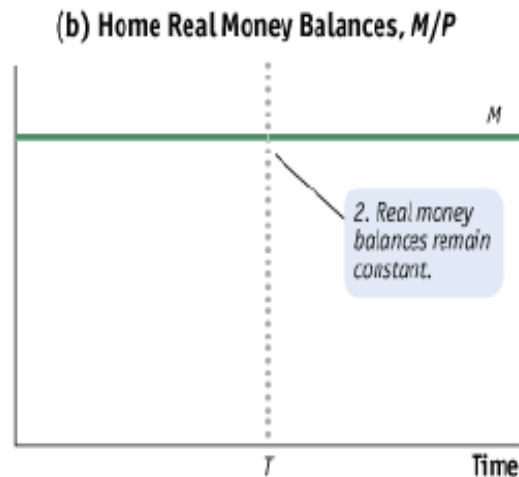 (b) Home Real Money Balances, M/P
M
2. Real money
balances remain
constant.
T
Time